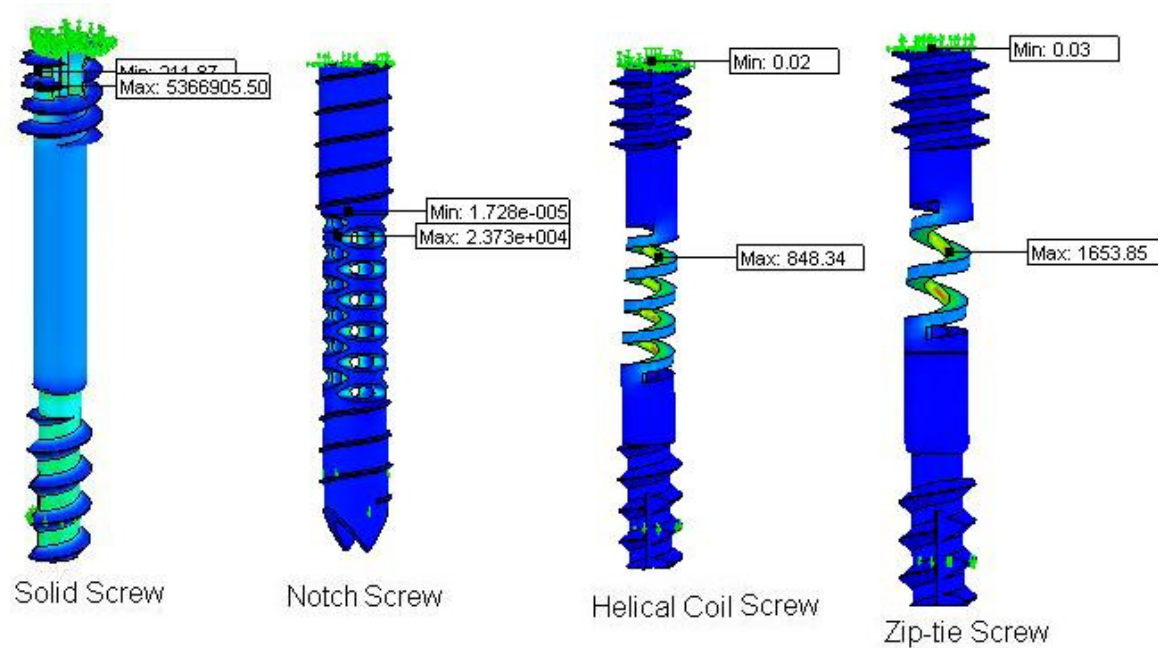 Max: 5366905.50
Solid Screw
Min: 1.728e-005
Max: 2.373e+004
Notch Screw
Min: 0.02
Max: 848.34
Helical Coil Screw
Min: 0.03
Max: 1653.85
Zip-tie Screw